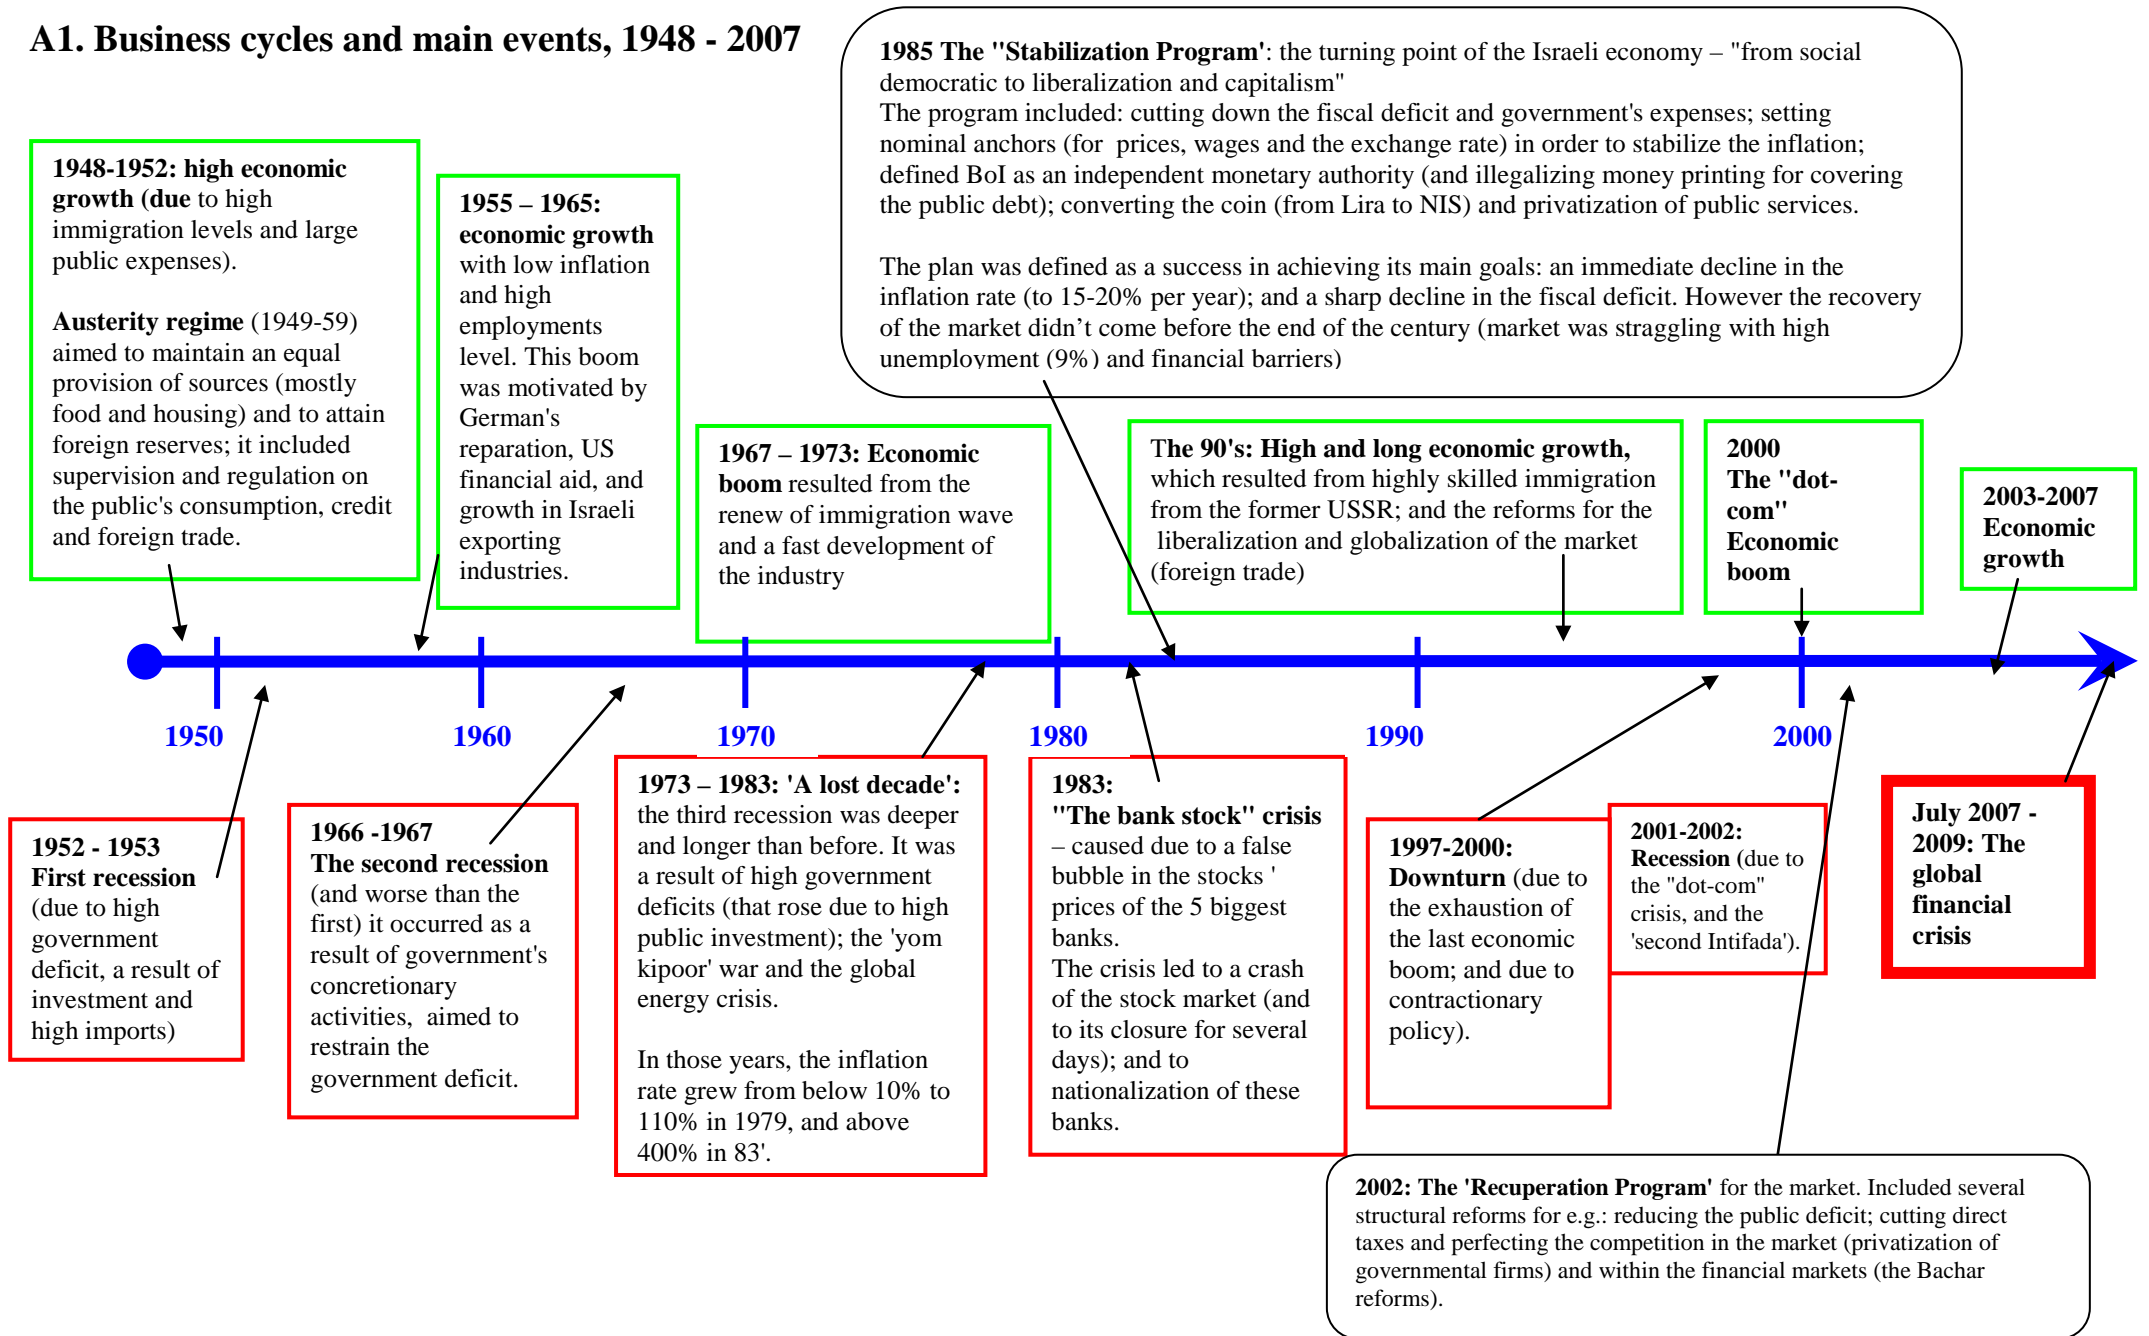 A1. Business cycles and main events, 1948 - 2007
1985 The "Stabilization Program': the turning point of the Israeli economy – "from social
democratic to liberalization and capitalism"
The program included: cutting down the fiscal deficit and government's expenses; setting
nominal anchors (for  prices, wages and the exchange rate) in order to stabilize the inflation;
defined BoI as an independent monetary authority (and illegalizing money printing for covering
the public debt); converting the coin (from Lira to NIS) and privatization of public services.
The plan was defined as a success in achieving its main goals: an immediate decline in the
inflation rate (to 15-20% per year); and a sharp decline in the fiscal deficit. However the recovery
of the market didn't come before the end of the century (market was straggling with high
unemployment (9%) and financial barriers)
1948-1952: high economic
growth (due to high
immigration levels and large
public expenses).
Austerity regime (1949-59)
aimed to maintain an equal
provision of sources (mostly
food and housing) and to attain
foreign reserves; it included
supervision and regulation on
the public's consumption, credit
and foreign trade.
1955 – 1965:
economic growth
with low inflation
and high
employments
level. This boom
was motivated by
German's
reparation, US
financial aid, and
growth in Israeli
exporting
industries.
1967 – 1973: Economic
boom resulted from the
renew of immigration wave
and a fast development of
the industry
The 90's: High and long economic growth,
which resulted from highly skilled immigration
from the former USSR; and the reforms for the
liberalization and globalization of the market
(foreign trade)
2000
The "dot-
com"
Economic
boom
2003-2007
Economic
growth
1950
1960
1970
1980
1990
2000
1952 - 1953
First recession
(due to high
government
deficit, a result of
investment and
high imports)
1966 -1967
The second recession
(and worse than the
first) it occurred as a
result of government's
concretionary
activities,  aimed to
restrain the
government deficit.
1973 – 1983: 'A lost decade':
the third recession was deeper
and longer than before. It was
a result of high government
deficits (that rose due to high
public investment); the 'yom
kipoor' war and the global
energy crisis.
In those years, the inflation
rate grew from below 10% to
110% in 1979, and above
400% in 83'.
1983:
"The bank stock" crisis
– caused due to a false
bubble in the stocks '
prices of the 5 biggest
banks.
The crisis led to a crash
of the stock market (and
to its closure for several
days); and to
nationalization of these
banks.
1997-2000:
Downturn (due to
the exhaustion of
the last economic
boom; and due to
contractionary
policy).
2001-2002:
Recession (due to
the "dot-com"
crisis, and the
'second Intifada').
July 2007 -
2009: The
global
financial
crisis
2002: The 'Recuperation Program' for the market. Included several
structural reforms for e.g.: reducing the public deficit; cutting direct
taxes and perfecting the competition in the market (privatization of
governmental firms) and within the financial markets (the Bachar
reforms).